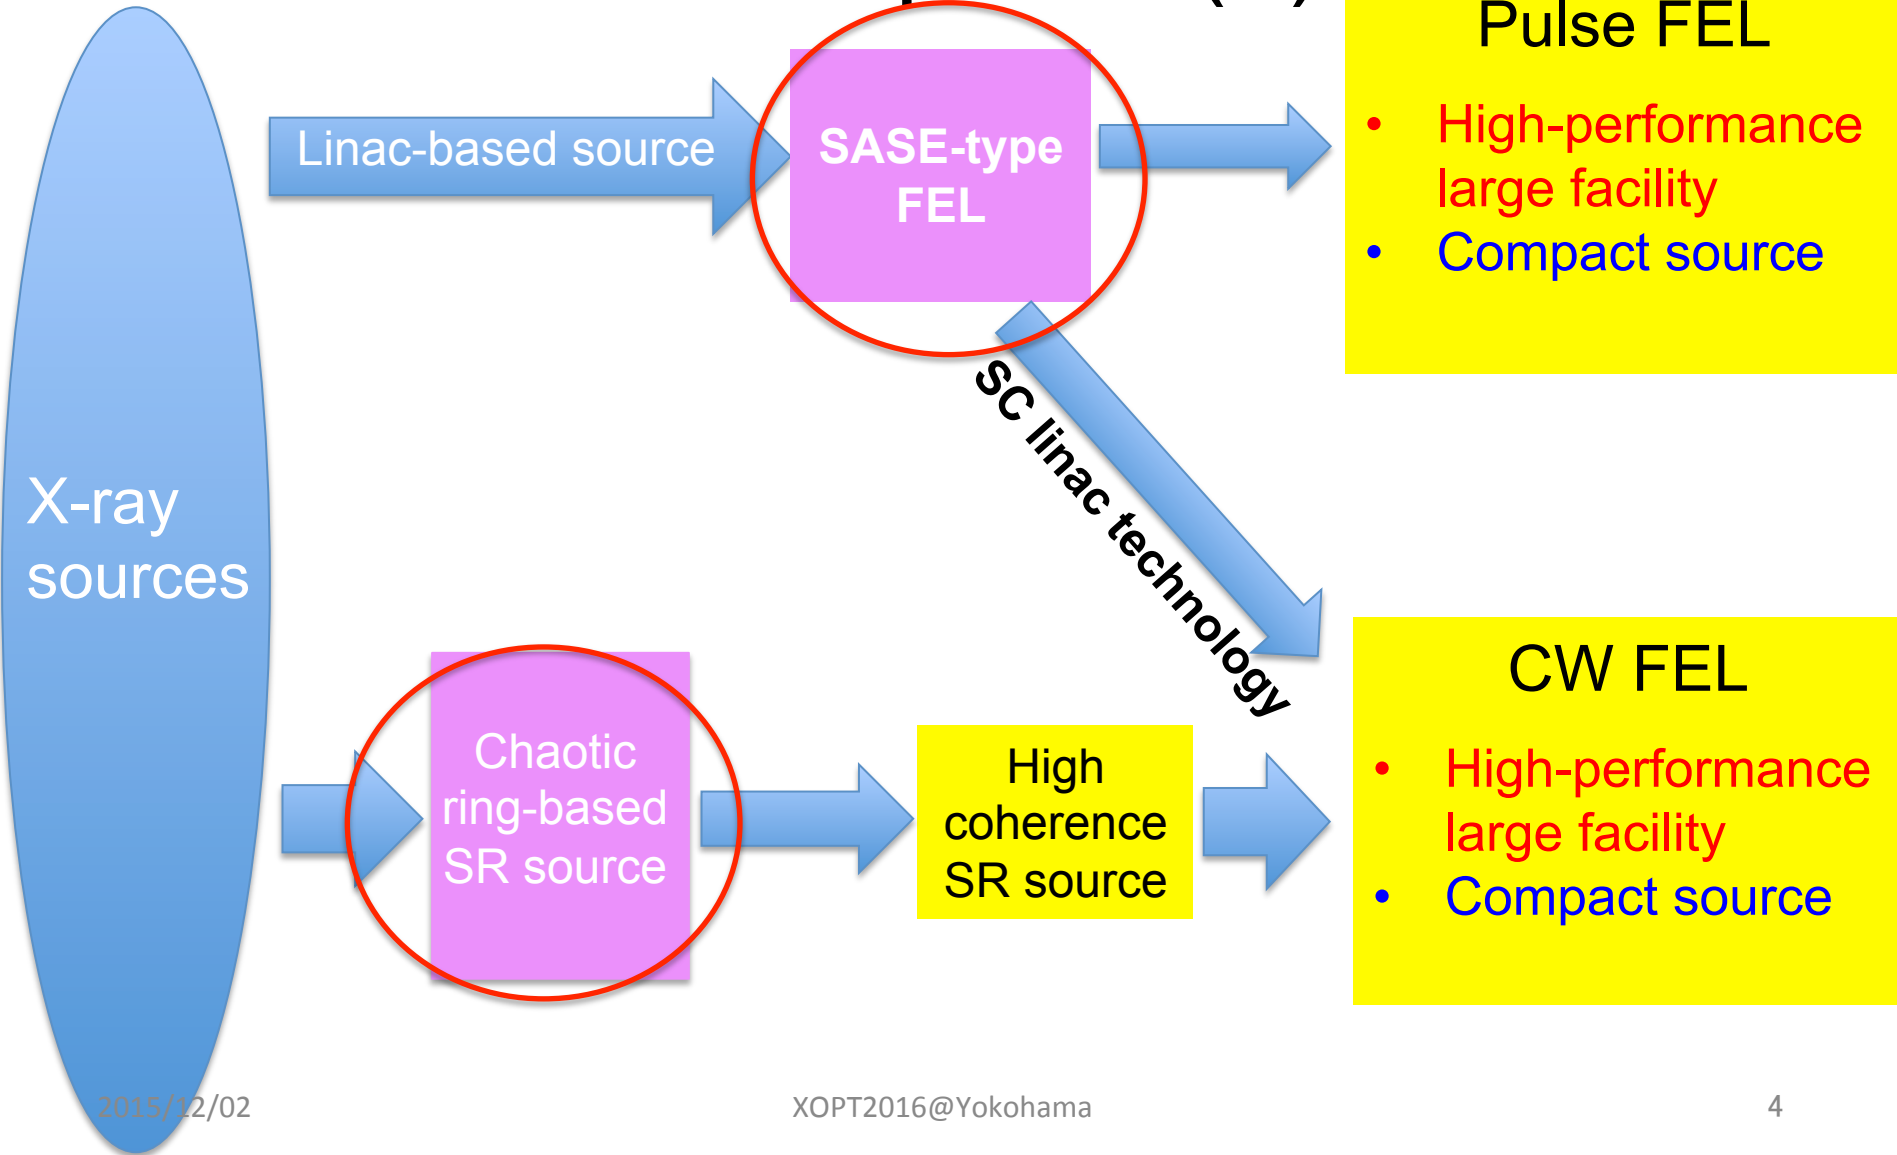 Pulse FEL
• High-performance
large facility
• Compact source
Linac-based source
SASE-type
FEL
SC linac technology
X-ray
sources
Chaotic
ring-based
SR source
High
coherence
SR source
CW FEL
• High-performance
large facility
• Compact source
2015/12/02
XOPT2016@Yokohama
4